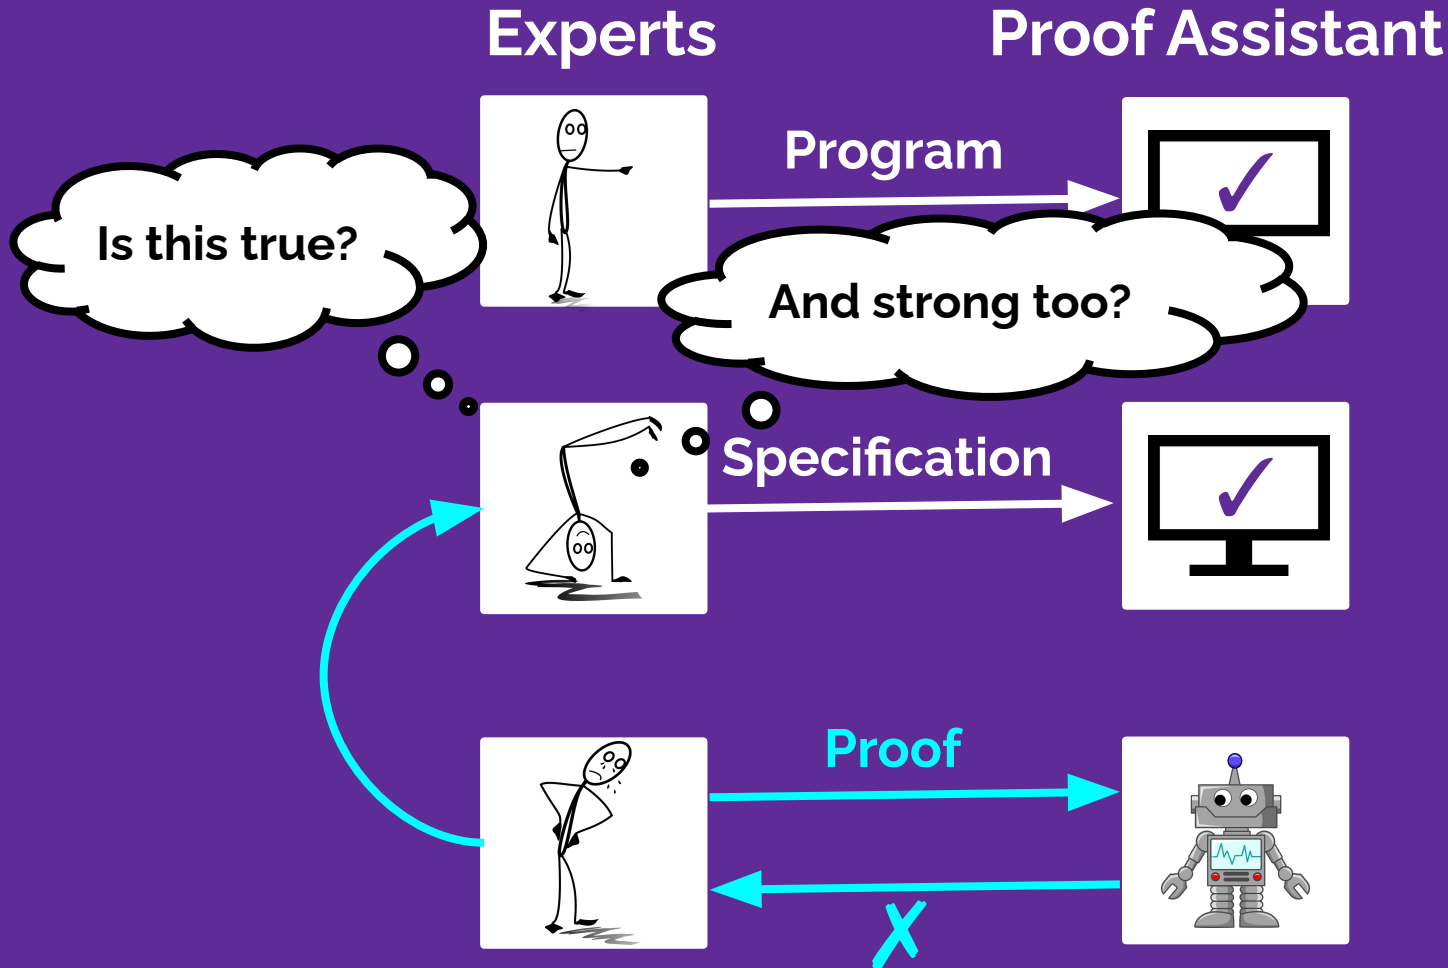 Experts
Proof Assistant
Program
Is this true?
And strong too?
Specification
Proof